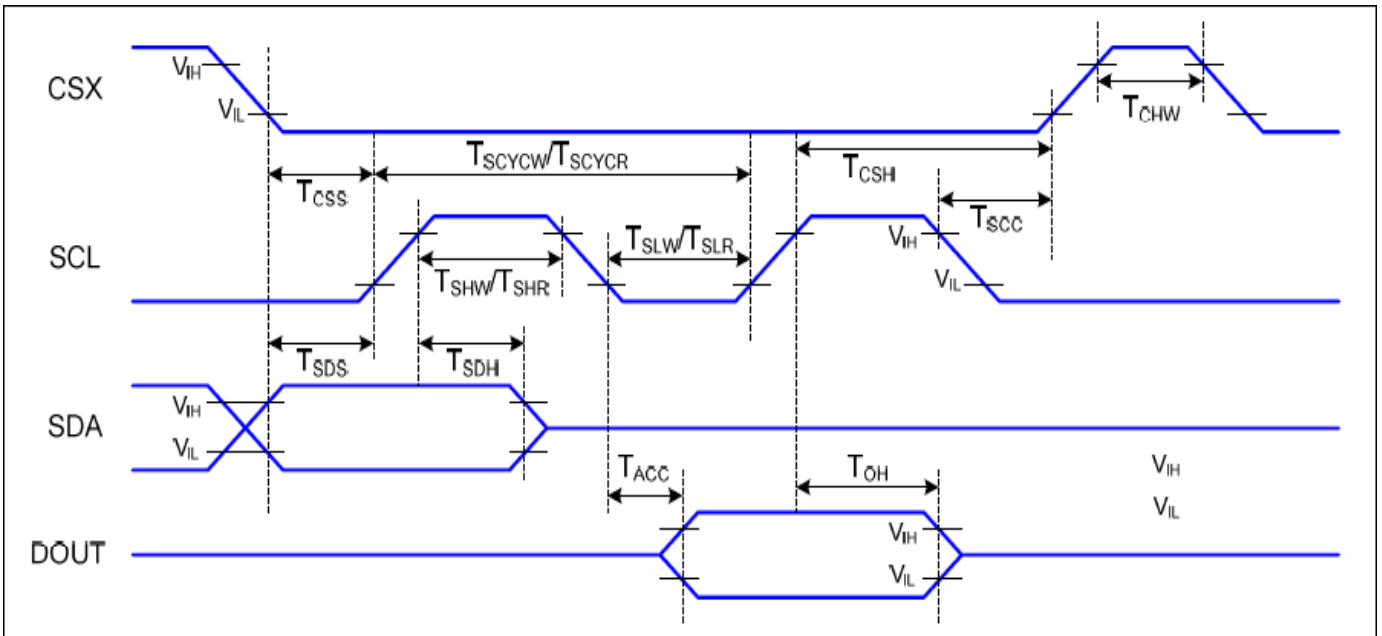 CSX
VIH
VIL
TCHW
TSCYCW/TSCYCR
TCSS
TCSH
TSCC
SCL
TSHW/TSHR
TSLW/TSLR
VIH
VIL
TSDS
TSDH
SDA
VIH
VIL
TACC
TOH
VIH
VIL
DOUT
VIH
VIL